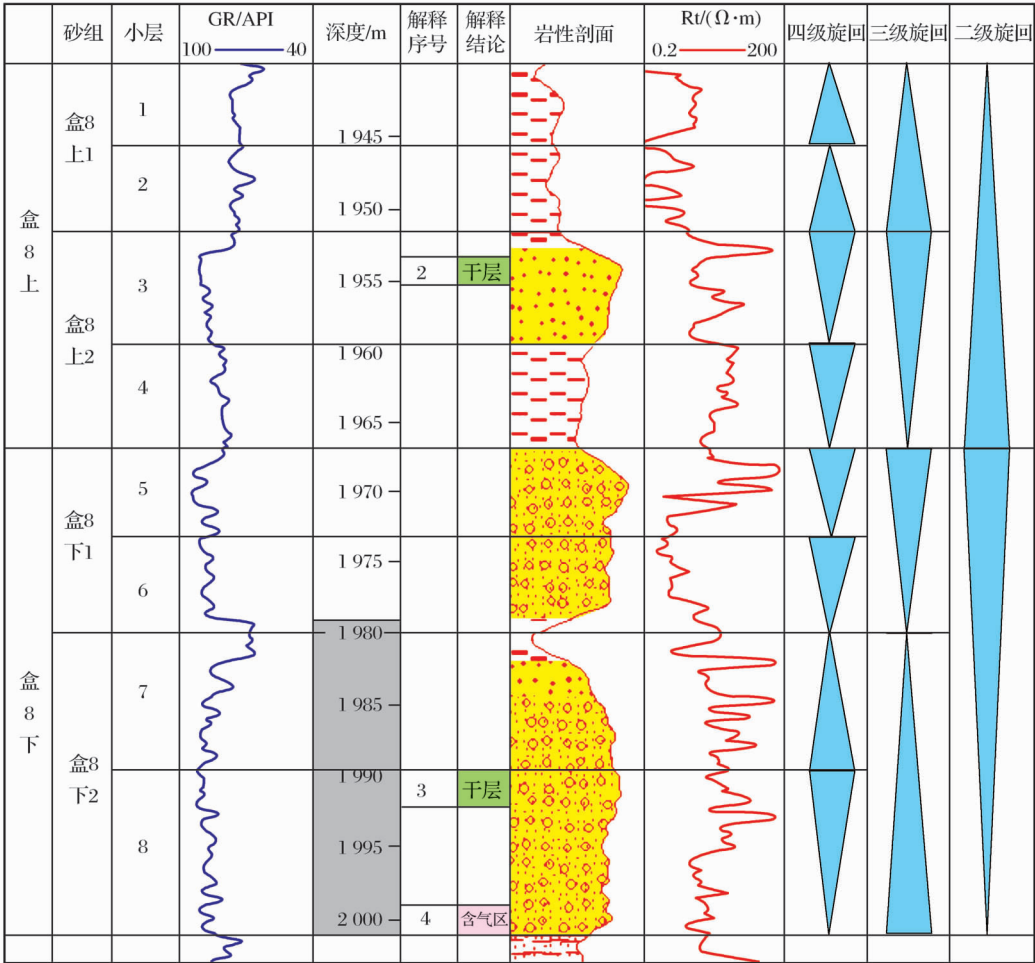 砂组 小层 GR/API 100 40 深度/m 解释序号 解释结论 岩性剖面 Rt/(Ω·m) 0.2 200 四级旋回 三级旋回 二级旋回
盒8上
盒8上1
1
1 945
2
1 950
盒8上2
3
2 干层
1 955
4
1 960
1 965
盒8下
盒8下1
5
1 970
6
1 975
1 980
盒8下2
7
1 985
8
1 990
3 干层
1 995
2 000
4 含气区